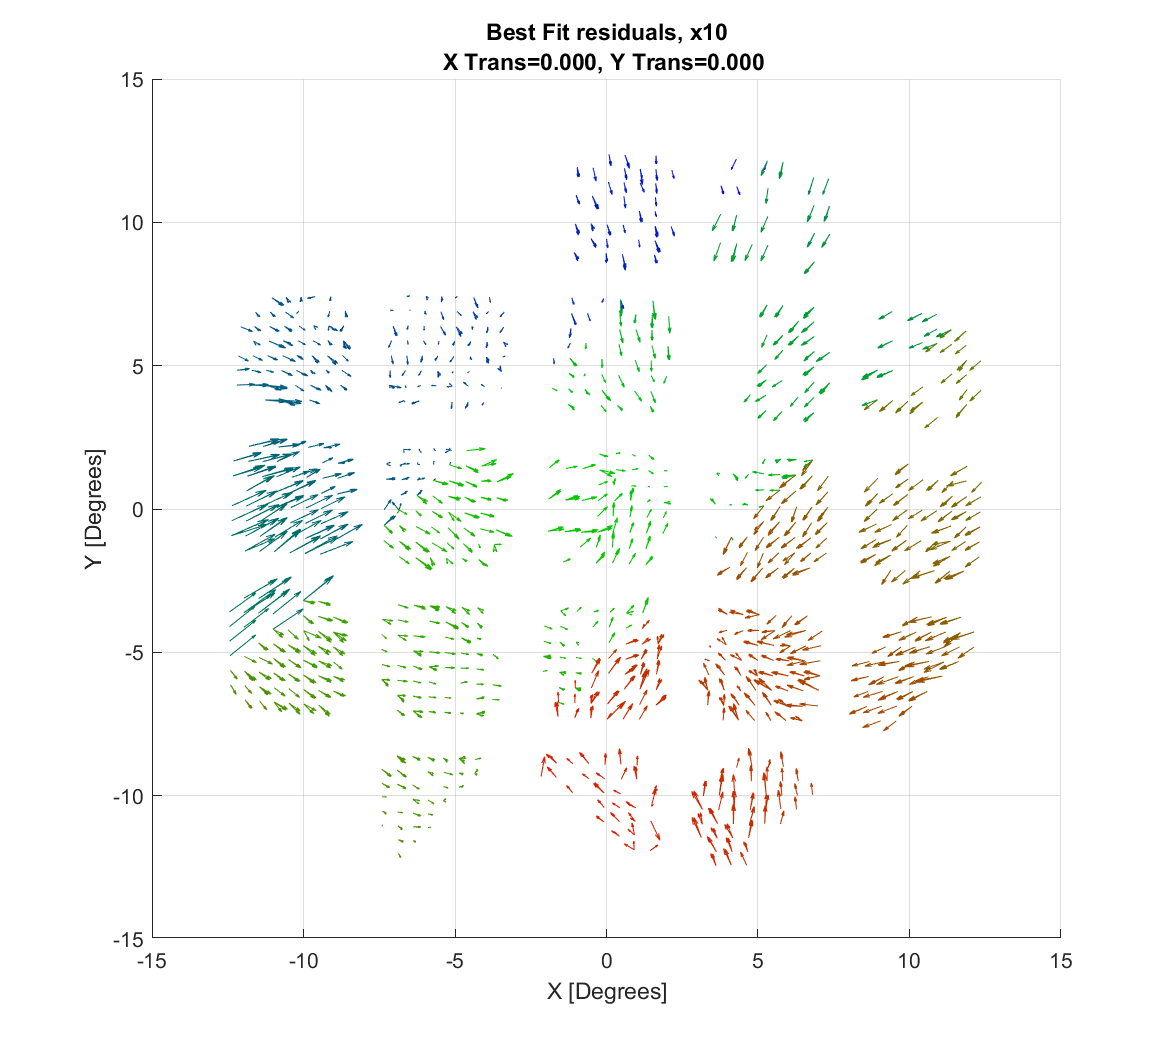 Best Fit residuals, x10
X Trans=0.000, Y Trans=0.000
15
10
5
0
-5
-10
-15
Y [Degrees]
-15 -10 -5 0 5 10 15
X [Degrees]